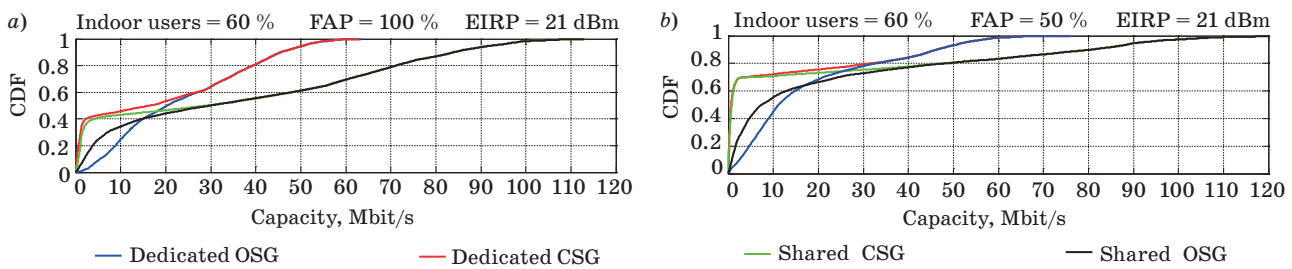 a) Indoor users = 60 % FAP = 100 % EIRP = 21 dBm
1
0.8
0.6
0.4
0.2
0
CDF
0 10 20 30 40 50 60 70 80 90 100 110 120
Capacity, Mbit/s
b) Indoor users = 60 % FAP = 50 % EIRP = 21 dBm
1
0.8
0.6
0.4
0.2
0
CDF
0 10 20 30 40 50 60 70 80 90 100 110 120
Capacity, Mbit/s
Dedicated OSG Dedicated CSG Shared CSG Shared OSG